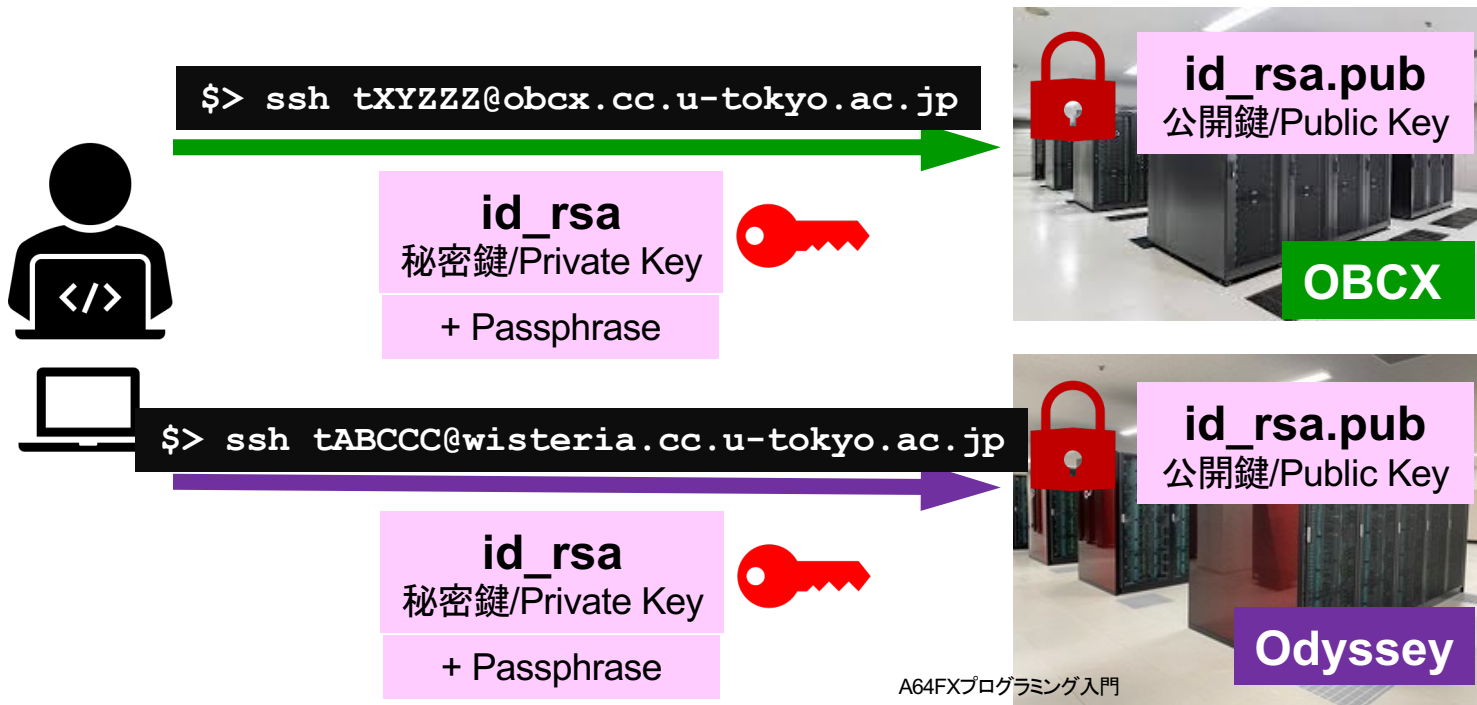 $> ssh tXYZZZ@obcx.cc.u-tokyo.ac.jp
id_rsa.pub
公開鍵/Public Key
id_rsa
秘密鍵/Private Key
+ Passphrase
</>
OBCX
$> ssh tABCCC@wisteria.cc.u-tokyo.ac.jp
id_rsa.pub
公開鍵/Public Key
id_rsa
秘密鍵/Private Key
+ Passphrase
Odyssey
A64FXプログラミング入門